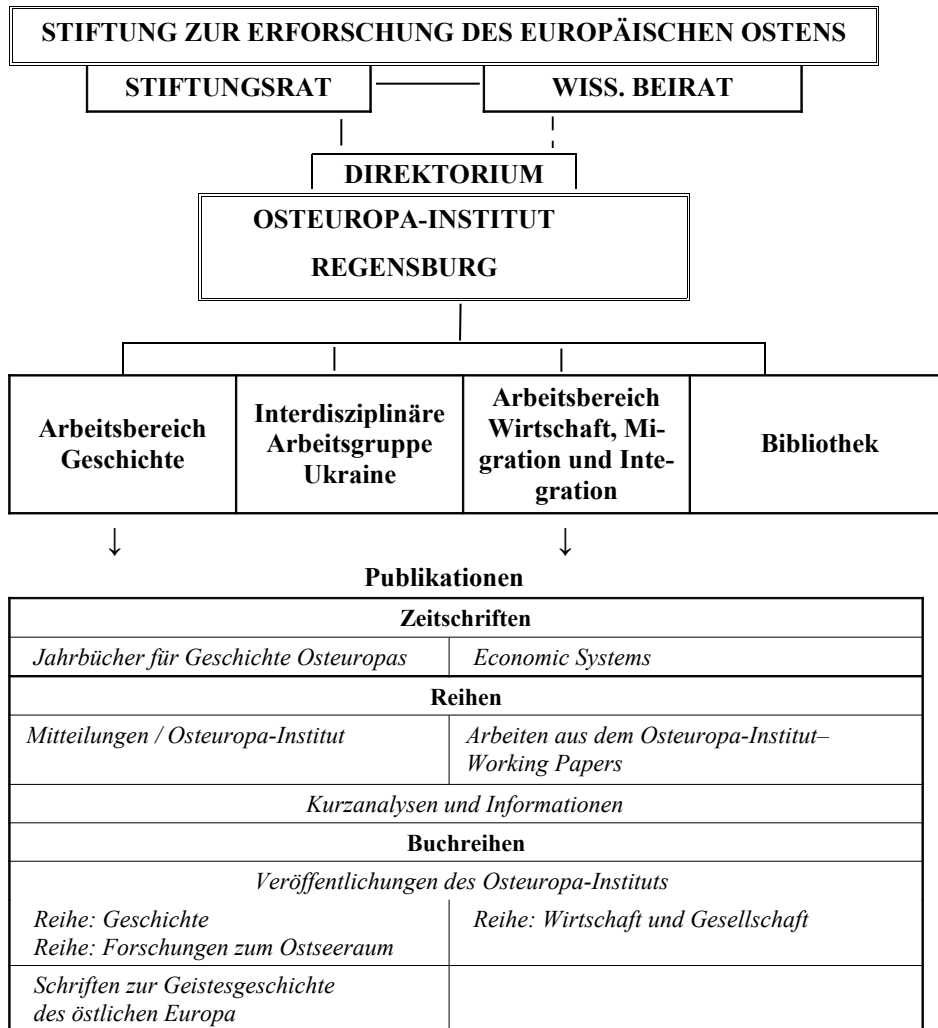 STIFTUNG ZUR ERFORSCHUNG DES EUROPÄISCHEN OSTENS
STIFTUNGSRAT
WISS. BEIRAT
DIREKTORIUM
OSTEUROPA-INSTITUT
REGENSBURG
Arbeitsbereich
Geschichte
Interdisziplinäre
Arbeitsgruppe
Ukraine
Arbeitsbereich
Wirtschaft, Mi-
gration und Inte-
gration
Bibliothek
↓ ↓
Publikationen
Zeitschriften
Jahrbücher für Geschichte Osteuropas
Economic Systems
Reihen
Mitteilungen / Osteuropa-Institut
Arbeiten aus dem Osteuropa-Institut–
Working Papers
Kurzanalysen und Informationen
Buchreihen
Veröffentlichungen des Osteuropa-Instituts
Reihe: Geschichte
Reihe: Forschungen zum Ostseeraum
Reihe: Wirtschaft und Gesellschaft
Schriften zur Geistesgeschichte
des östlichen Europa